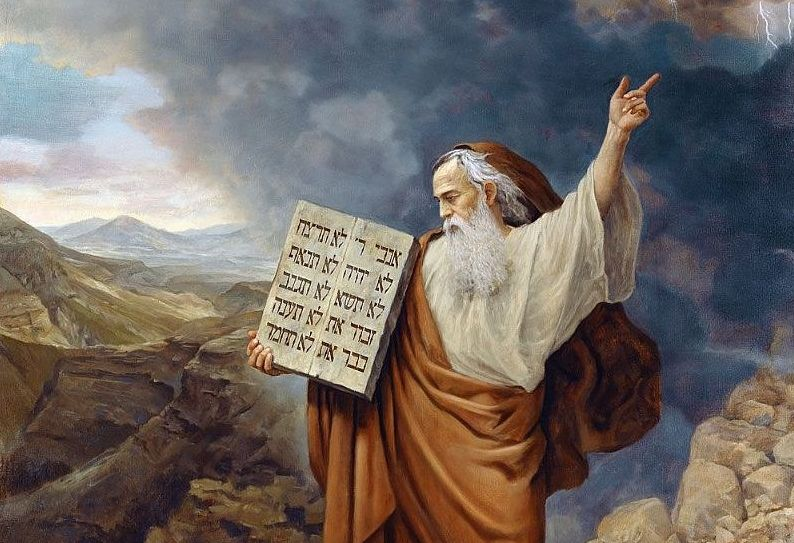 אנכי ד'
לא יהיה
לא תשא
זכור את
כבד את
לא תרצח
לא תנאף
לא תגנב
לא תענה
לא תחמד